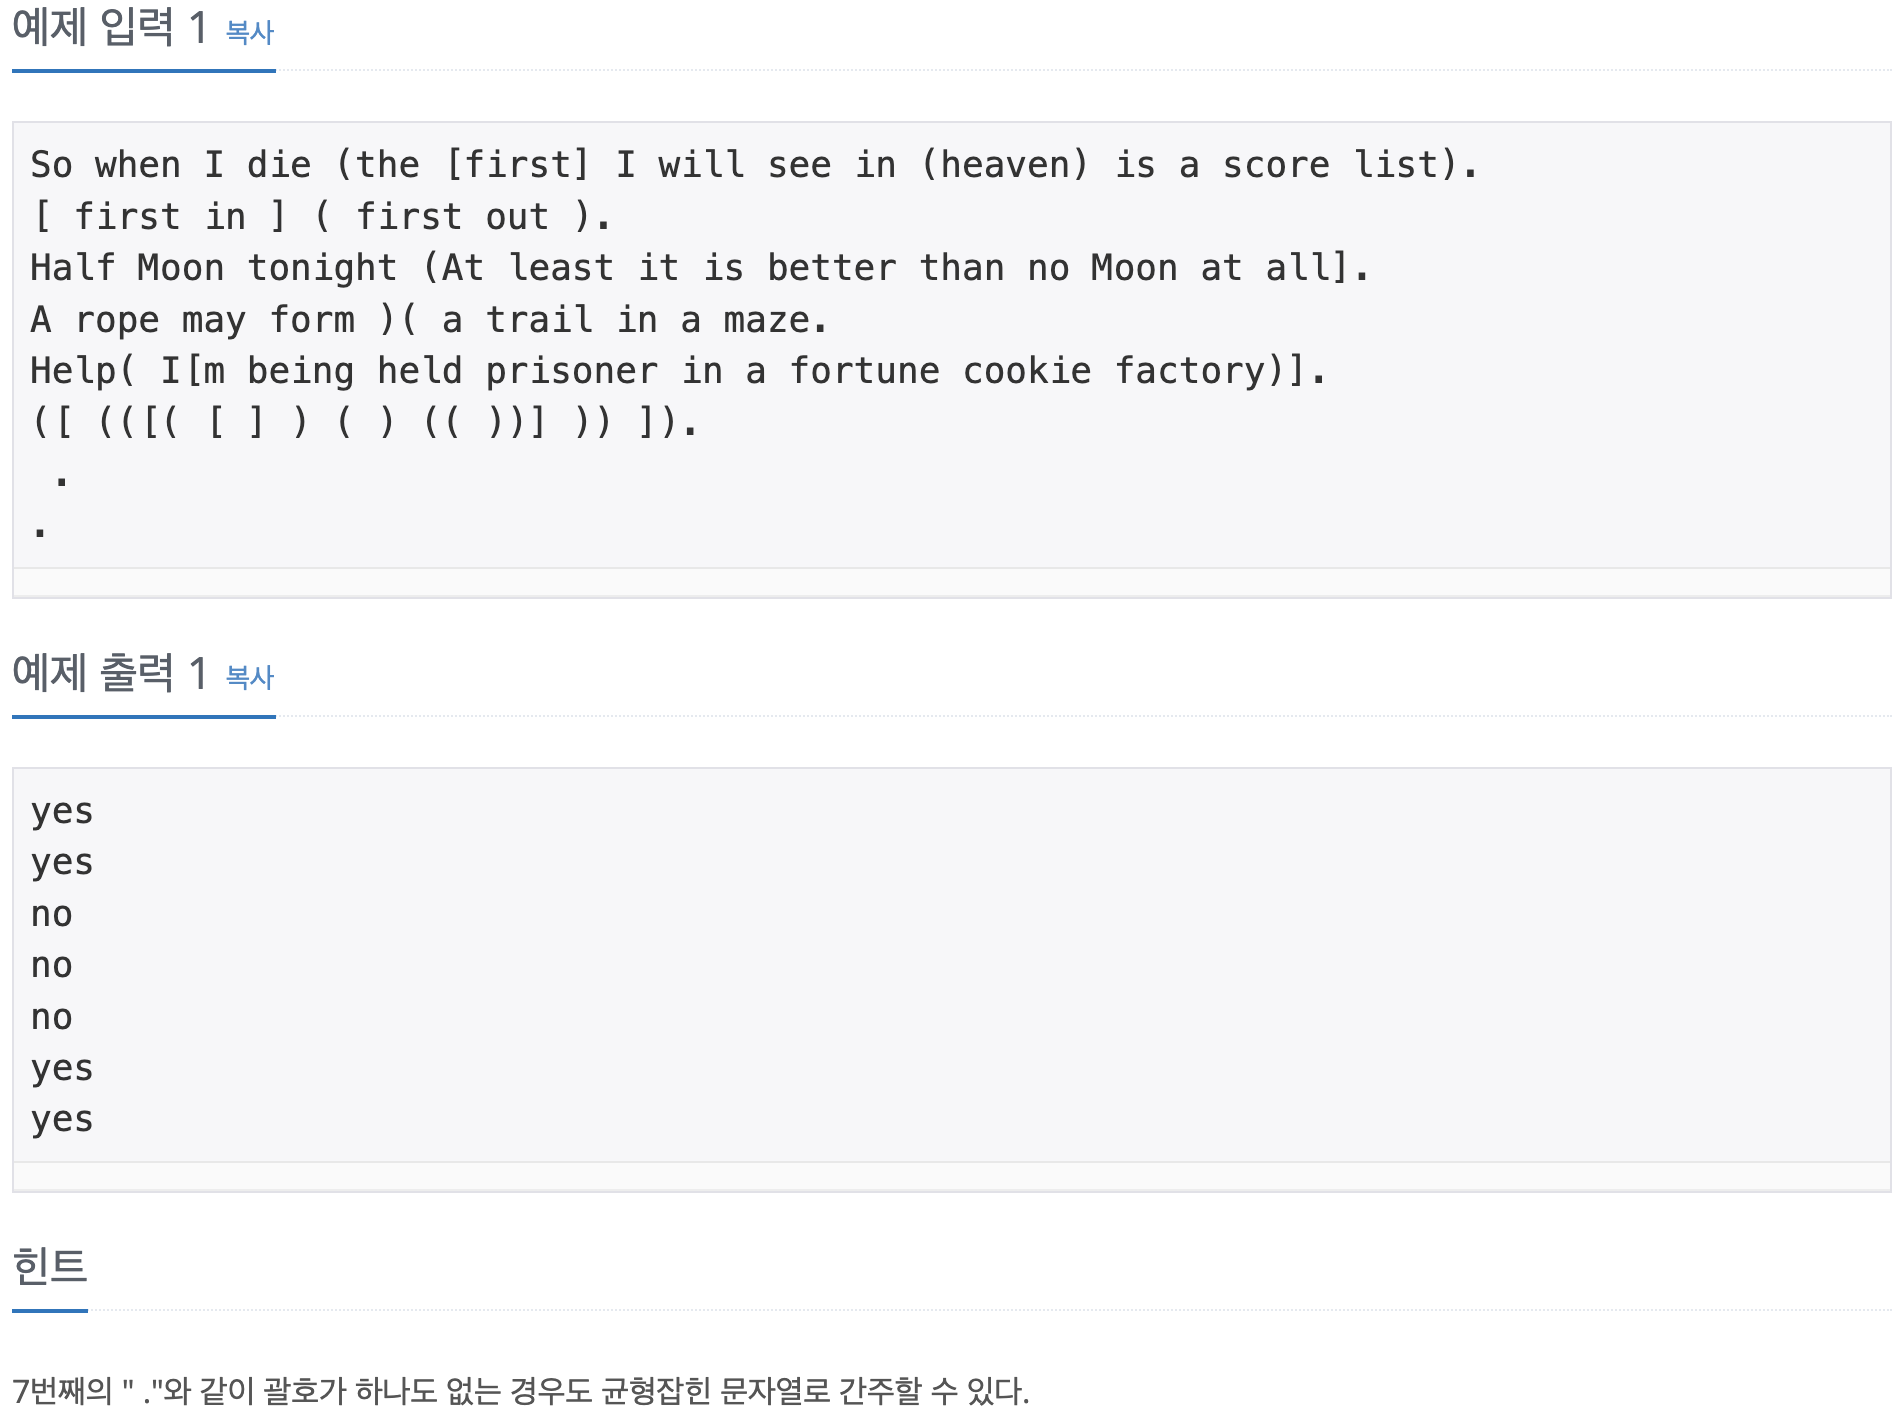 예제 입력 1 복사
So when I die (the [first] I will see in (heaven) is a score list).
[ first in ] ( first out ).
Half Moon tonight (At least it is better than no Moon at all].
A rope may form )( a trail in a maze.
Help( I[m being held prisoner in a fortune cookie factory)].
([ (([( [ ] ) ( ) (( ))] )) ]).
 .
.
예제 출력 1 복사
yes
yes
no
no
no
yes
yes
힌트
7번째의 " ."와 같이 괄호가 하나도 없는 경우도 균형잡힌 문자열로 간주할 수 있다.